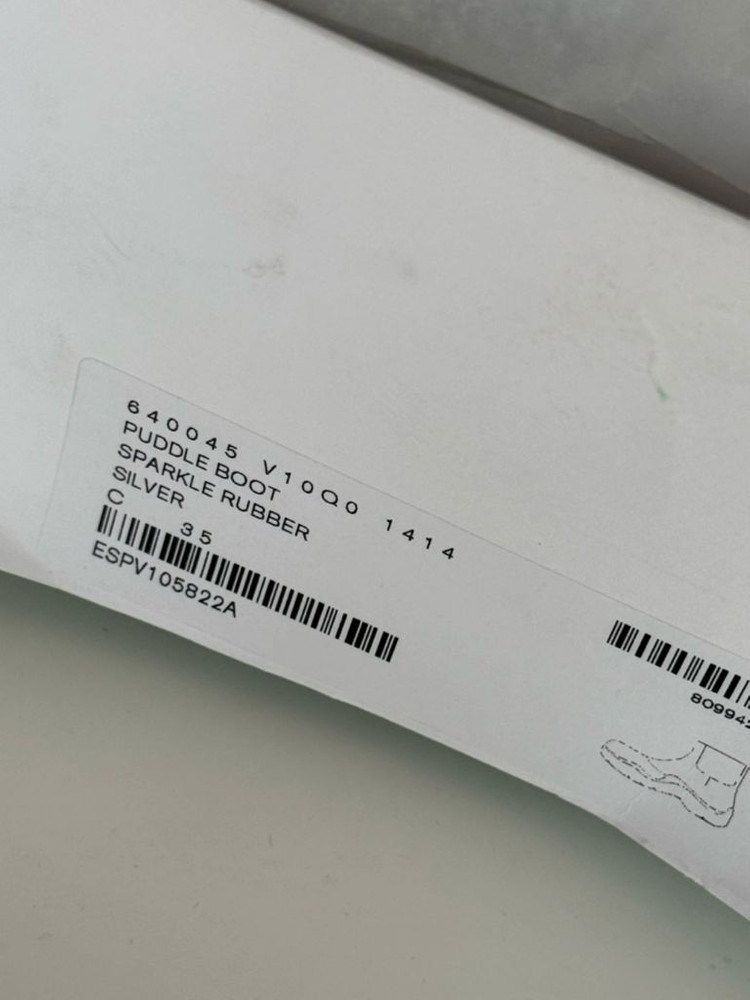 640045 V10Q0 1414
PUDDLE BOOT
SPARKLE RUBBER
SILVER
C 35
ESPV105822A